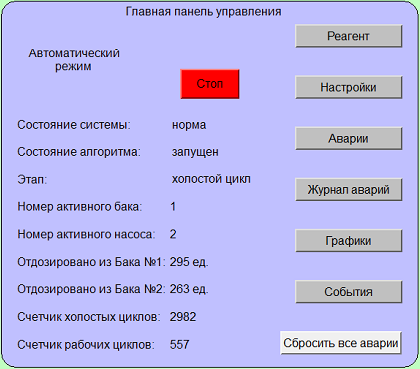 Главная панель управления
Реагент
Автоматический
режим
Стоп
Настройки
Состояние системы: норма
Аварии
Состояние алгоритма: запущен
Этап: холостой цикл
Журнал аварий
Номер активного бака: 1
Номер активного насоса: 2
Графики
Отдозировано из Бака №1: 295 ед.
Отдозировано из Бака №2: 263 ед.
События
Счетчик холостых циклов: 2982
Счетчик рабочих циклов: 557
Сбросить все аварии